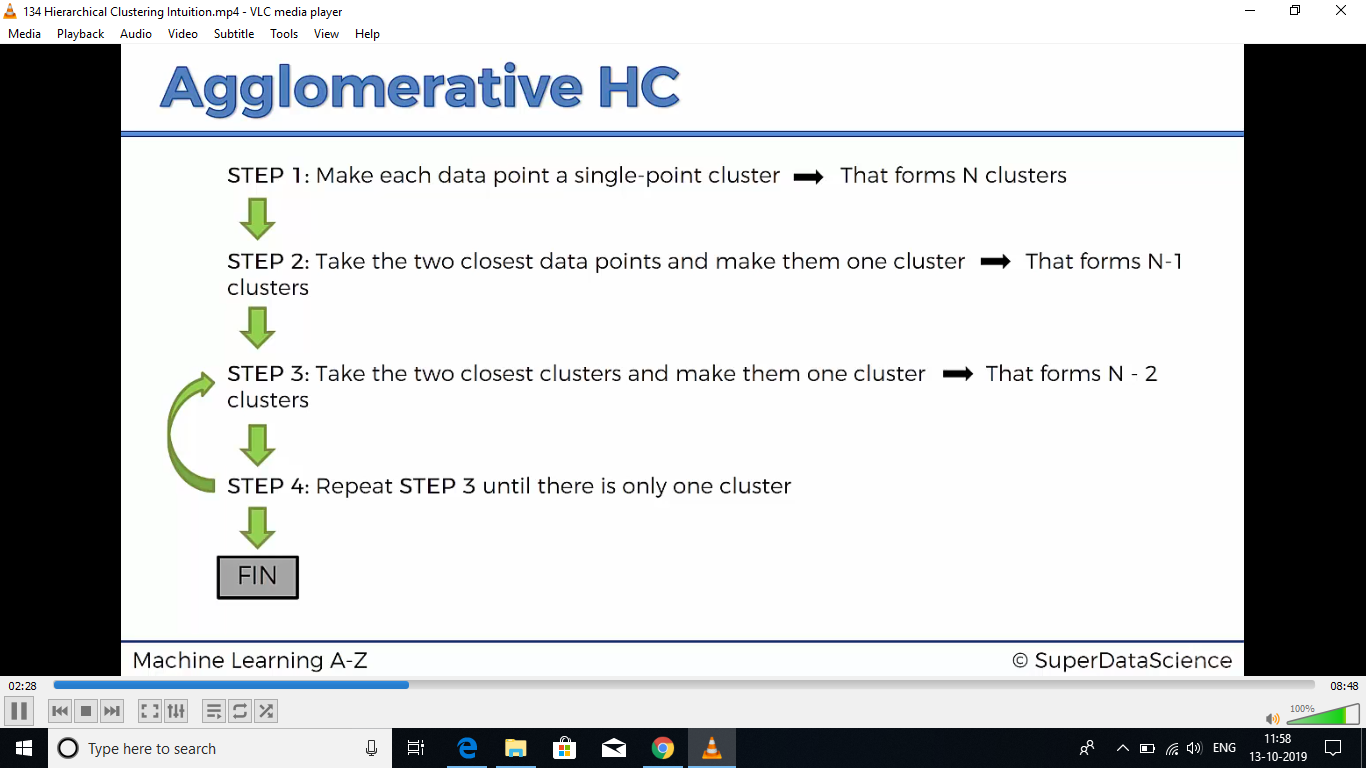 134 Hierarchical Clustering Intuition.mp4 - VLC media player
Media Playback Audio Video Subtitle Tools View Help
Agglomerative HC
STEP 1: Make each data point a single-point cluster ➡ That forms N clusters
STEP 2: Take the two closest data points and make them one cluster ➡ That forms N-1
clusters
STEP 3: Take the two closest clusters and make them one cluster ➡ That forms N - 2
clusters
STEP 4: Repeat STEP 3 until there is only one cluster
FIN
Machine Learning A-Z © SuperDataScience
02:28 08:48
100%
Type here to search ENG 11:58
13-10-2019